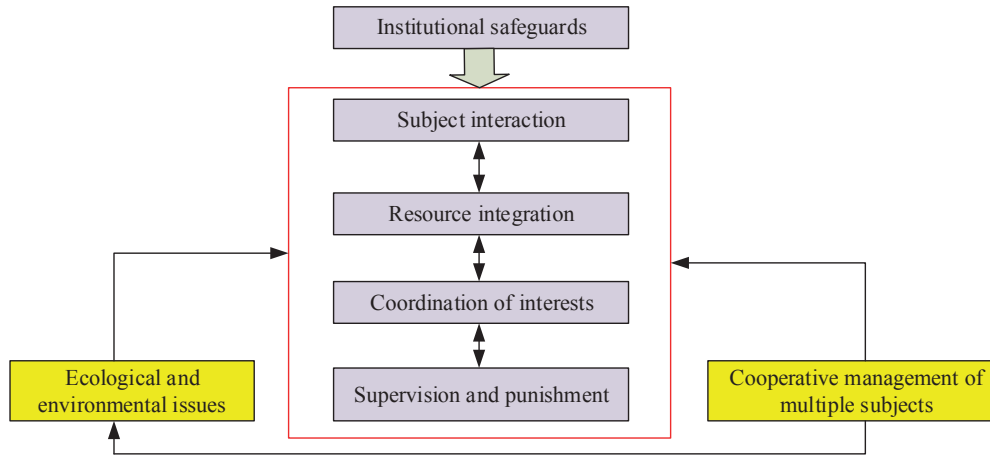 Institutional safeguards
Subject interaction
Resource integration
Coordination of interests
Supervision and punishment
Ecological and
environmental issues
Cooperative management of
multiple subjects